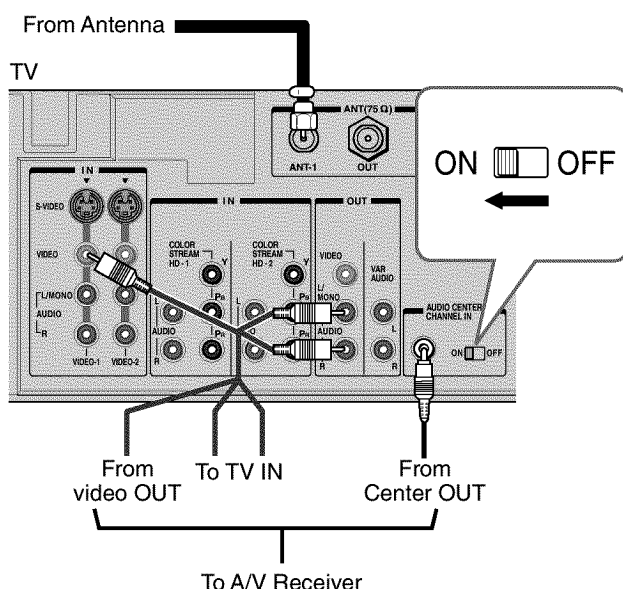 From Antenna
TV
ANT(75 Ω)
ANT-1
OUT
ON OFF
IN
S-VIDEO
VIDEO
L/MONO
AUDIO
R
VIDEO-1
VIDEO-2
IN
COLOR
STREAM
HD-1
Y
PB
PR
L
AUDIO
R
COLOR
STREAM
HD-2
Y
PB
PR
L
OUT
VIDEO
L/
MONO
AUDIO
R
VAR
AUDIO
L
R
AUDIO CENTER
CHANNEL IN
ON OFF
From
video OUT
To TV IN
From
Center OUT
To A/V Receiver